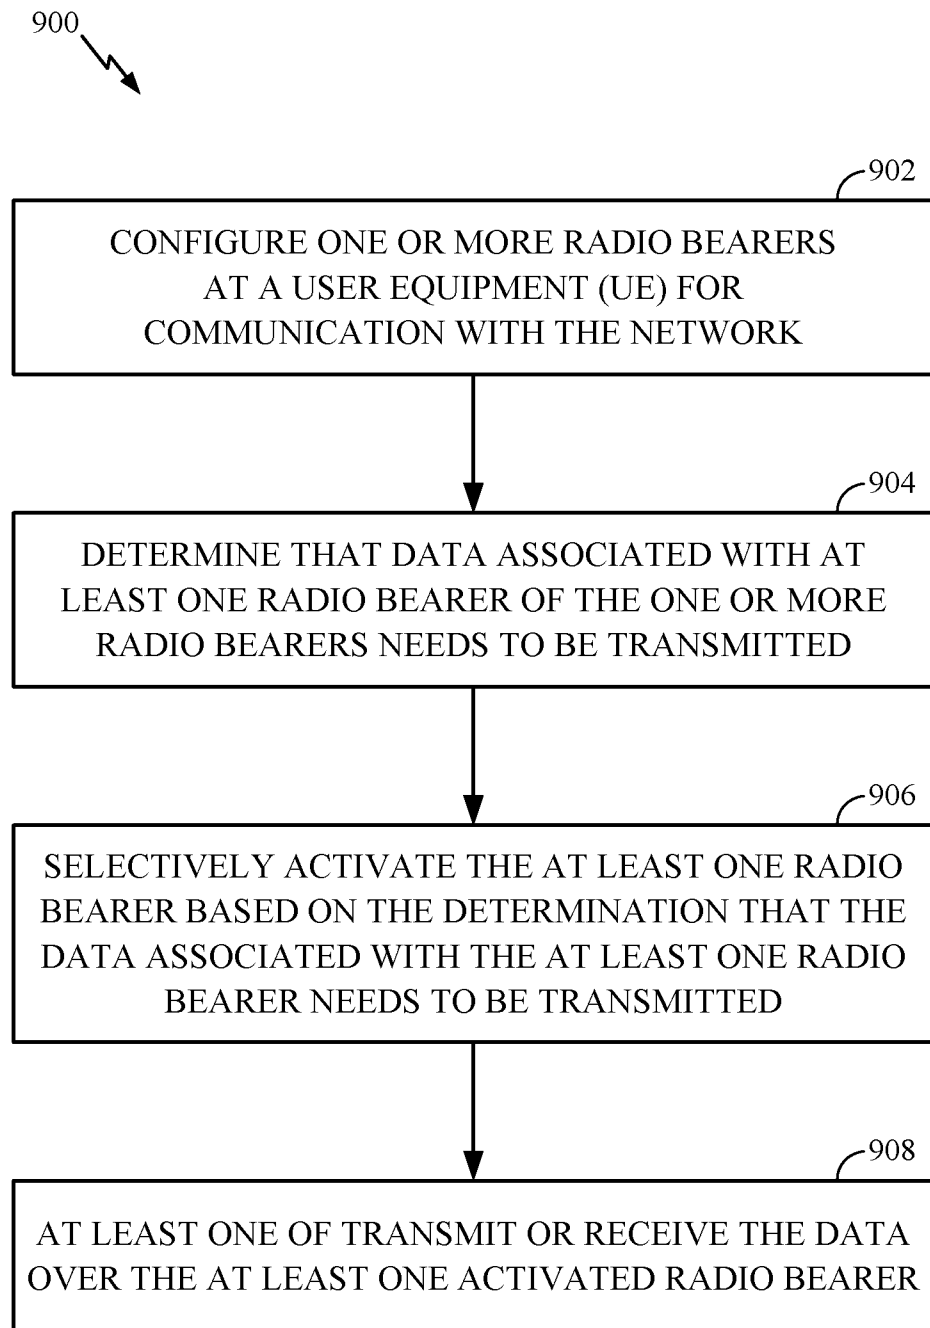 900
902
CONFIGURE ONE OR MORE RADIO BEARERS
AT A USER EQUIPMENT (UE) FOR
COMMUNICATION WITH THE NETWORK
904
DETERMINE THAT DATA ASSOCIATED WITH AT
LEAST ONE RADIO BEARER OF THE ONE OR MORE
RADIO BEARERS NEEDS TO BE TRANSMITTED
906
SELECTIVELY ACTIVATE THE AT LEAST ONE RADIO
BEARER BASED ON THE DETERMINATION THAT THE
DATA ASSOCIATED WITH THE AT LEAST ONE RADIO
BEARER NEEDS TO BE TRANSMITTED
908
AT LEAST ONE OF TRANSMIT OR RECEIVE THE DATA
OVER THE AT LEAST ONE ACTIVATED RADIO BEARER